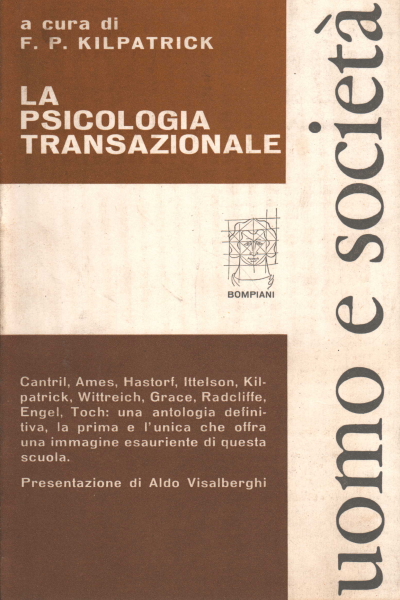 a cura di
F. P. KILPATRICK
LA
PSICOLOGIA
TRANSAZIONALE
BOMPIANI
Cantril, Ames, Hastorf, Ittelson, Kil-
patrick, Wittreich, Grace, Radcliffe,
Engel, Toch: una antologia defini-
tiva, la prima e l'unica che offra
una immagine esauriente di questa
scuola.
Presentazione di Aldo Visalberghi
uomo e società